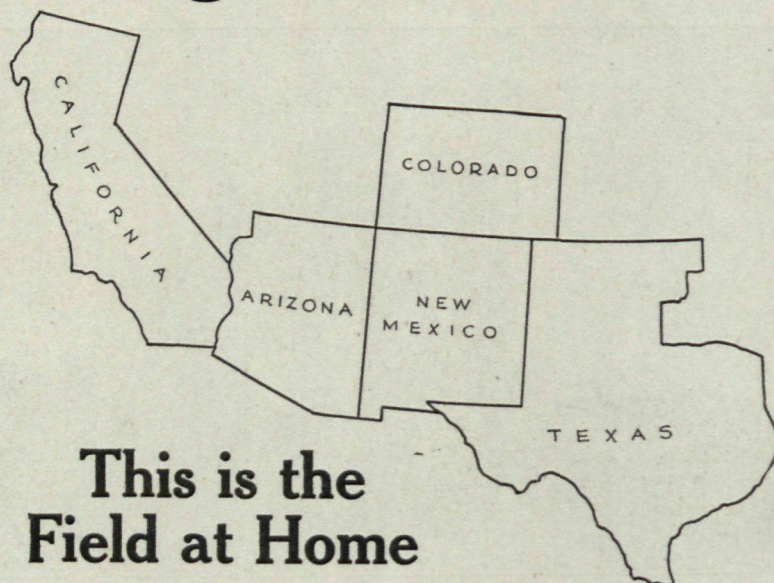 CALIFORNIA
COLORADO
ARIZONA
NEW
MEXICO
TEXAS
This is the
Field at Home